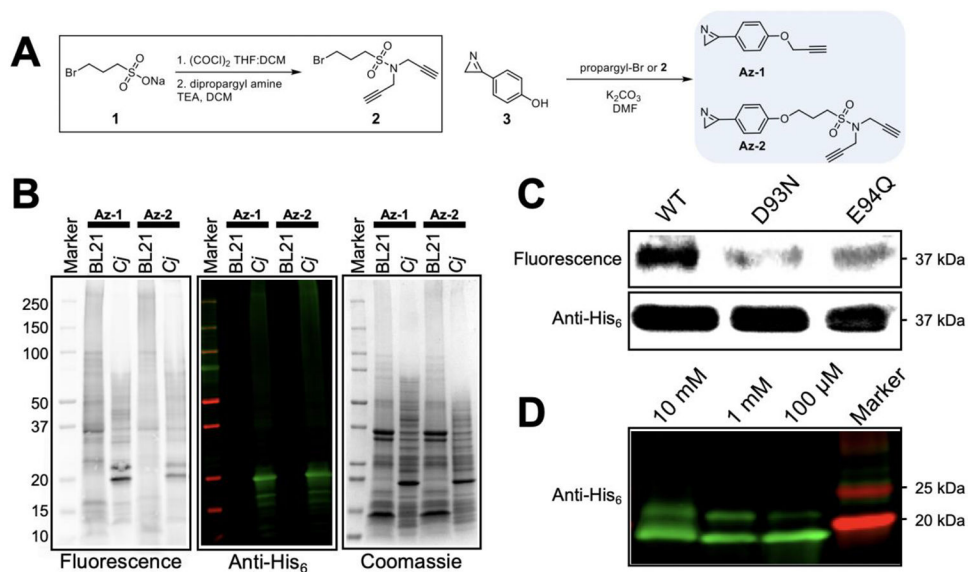 A
Br
O
S
O
ONa
1
1. (COCl)₂ THF:DCM
2. dipropargyl amine
TEA, DCM
Br
O
S
O
N
2
N
OH
3
propargyl-Br or 2
K₂CO₃
DMF
N
O
Az-1
N
O
O
S
O
N
Az-2
B
Az-1 Az-2 Az-1 Az-2 Az-1 Az-2
Marker BL21 Cj BL21 Cj Marker BL21 Cj BL21 Cj Marker BL21 Cj BL21 Cj
250
150
100
50
37
20
15
10
Fluorescence Anti-His₆ Coomassie
C
WT D93N E94Q
Fluorescence 37 kDa
Anti-His₆ 37 kDa
D
10 mM 1 mM 100 µM Marker
Anti-His₆
25 kDa
20 kDa